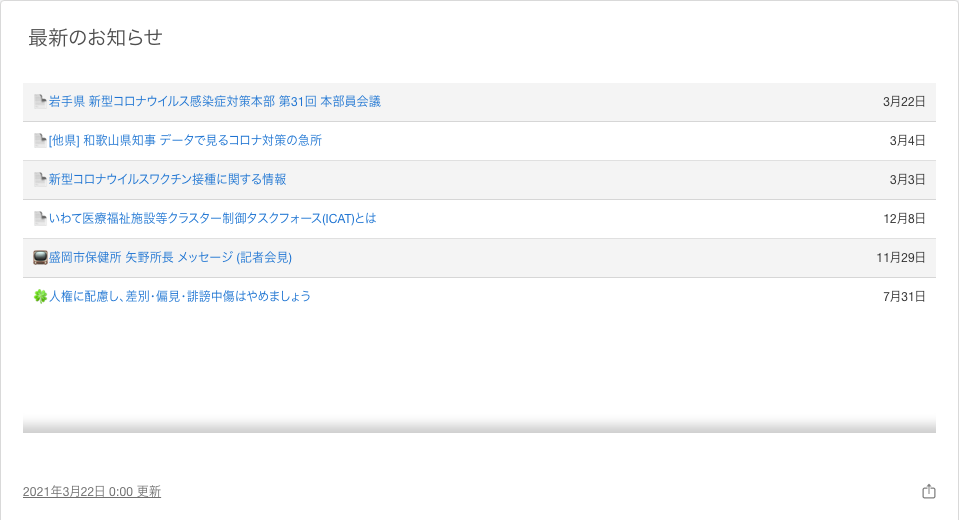 最新のお知らせ
岩手県 新型コロナウイルス感染症対策本部 第31回 本部員会議 3月22日
[他県] 和歌山県知事 データで見るコロナ対策の急所 3月4日
新型コロナウイルスワクチン接種に関する情報 3月3日
いわて医療福祉施設等クラスター制御タスクフォース(ICAT)とは 12月8日
盛岡市保健所 矢野所長 メッセージ (記者会見) 11月29日
人権に配慮し、差別・偏見・誹謗中傷はやめましょう 7月31日
2021年3月22日 0:00 更新